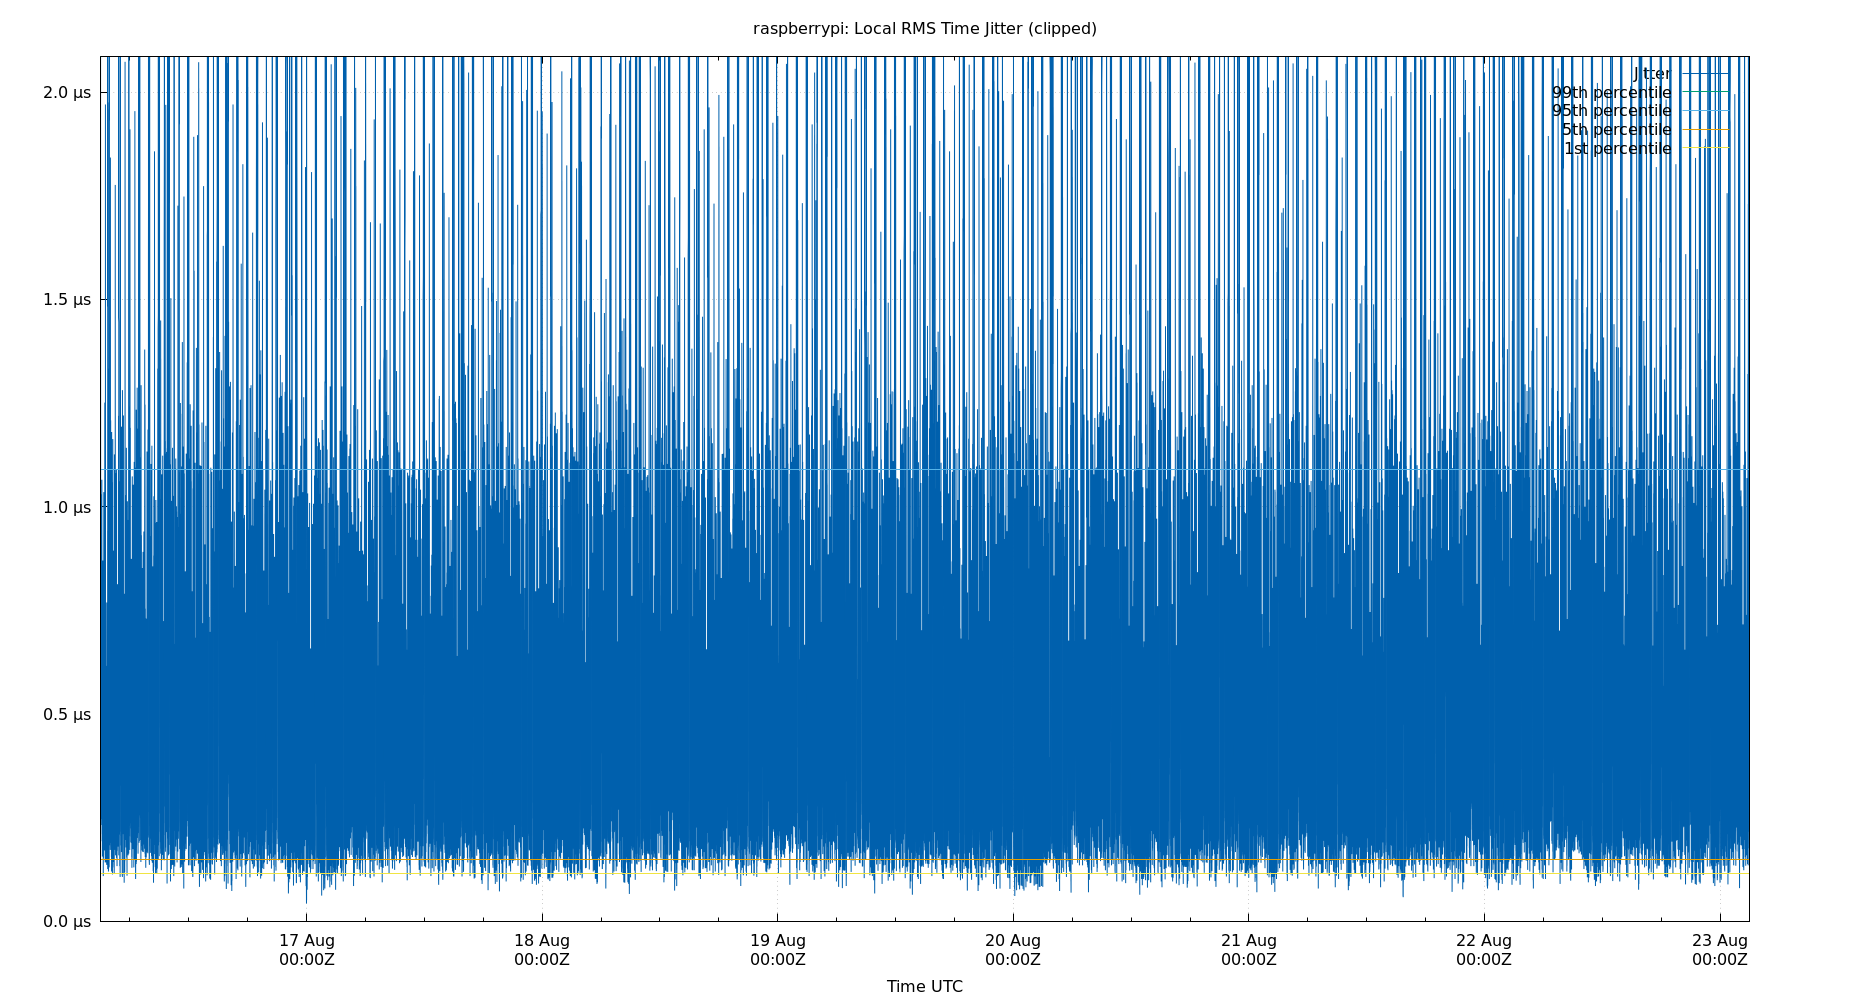 raspberrypi: Local RMS Time Jitter (clipped)
Jitter
99th percentile
95th percentile
5th percentile
1st percentile
2.0 µs
1.5 µs
1.0 µs
0.5 µs
0.0 µs
17 Aug 18 Aug 19 Aug 20 Aug 21 Aug 22 Aug 23 Aug
00:00Z 00:00Z 00:00Z 00:00Z 00:00Z 00:00Z 00:00Z
Time UTC